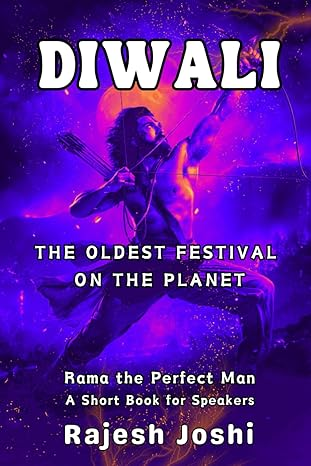 DIWALI
THE OLDEST FESTIVAL
ON THE PLANET
Rama the Perfect Man
A Short Book for Speakers
Rajesh Joshi